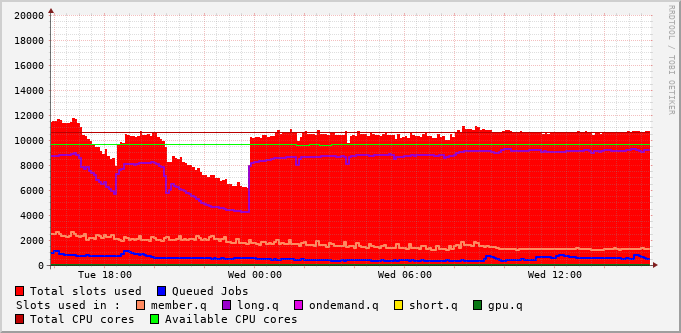 20000
18000
16000
14000
12000
10000
8000
6000
4000
2000
0
Tue 18:00 Wed 00:00 Wed 06:00 Wed 12:00
Total slots used Queued Jobs
Slots used in : member.q long.q ondemand.q short.q gpu.q
Total CPU cores Available CPU cores
RRDTOOL / TOBI OETIKER